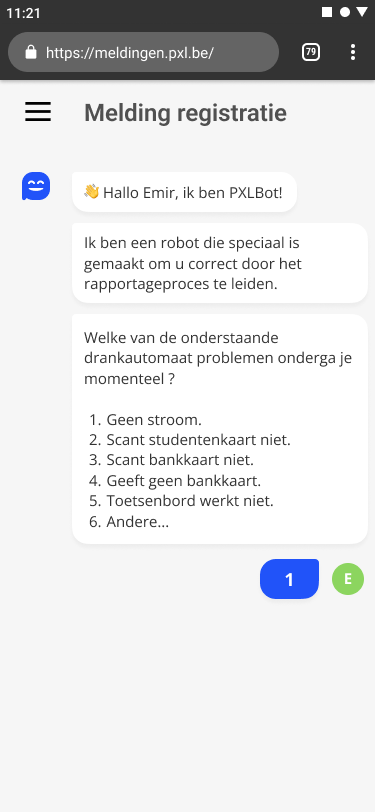 11:21
https://meldingen.pxl.be/
79
Melding registratie
👋 Hallo Emir, ik ben PXLBot!
Ik ben een robot die speciaal is
gemaakt om u correct door het
rapportageproces te leiden.
Welke van de onderstaande
drankautomaat problemen onderga je
momenteel ?
1. Geen stroom.
2. Scant studentenkaart niet.
3. Scant bankkaart niet.
4. Geeft geen bankkaart.
5. Toetsenbord werkt niet.
6. Andere...
1
E